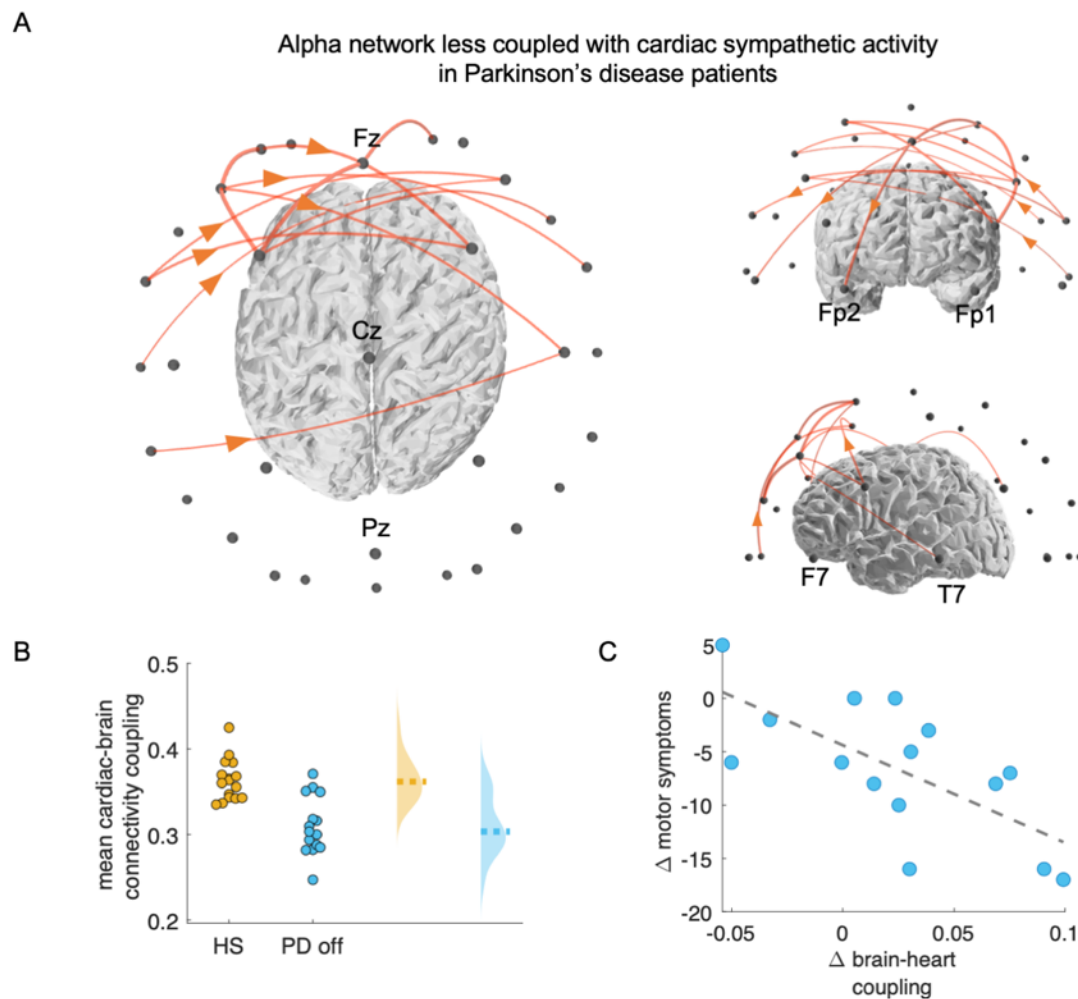 A
Alpha network less coupled with cardiac sympathetic activity
in Parkinson's disease patients
Fz
Cz
Pz
Fp2
Fp1
F7
T7
B
mean cardiac-brain
connectivity coupling
0.5
0.4
0.3
0.2
HS
PD off
C
Δ motor symptoms
5
0
-5
-10
-15
-20
-0.05
0
0.05
0.1
Δ brain-heart
coupling